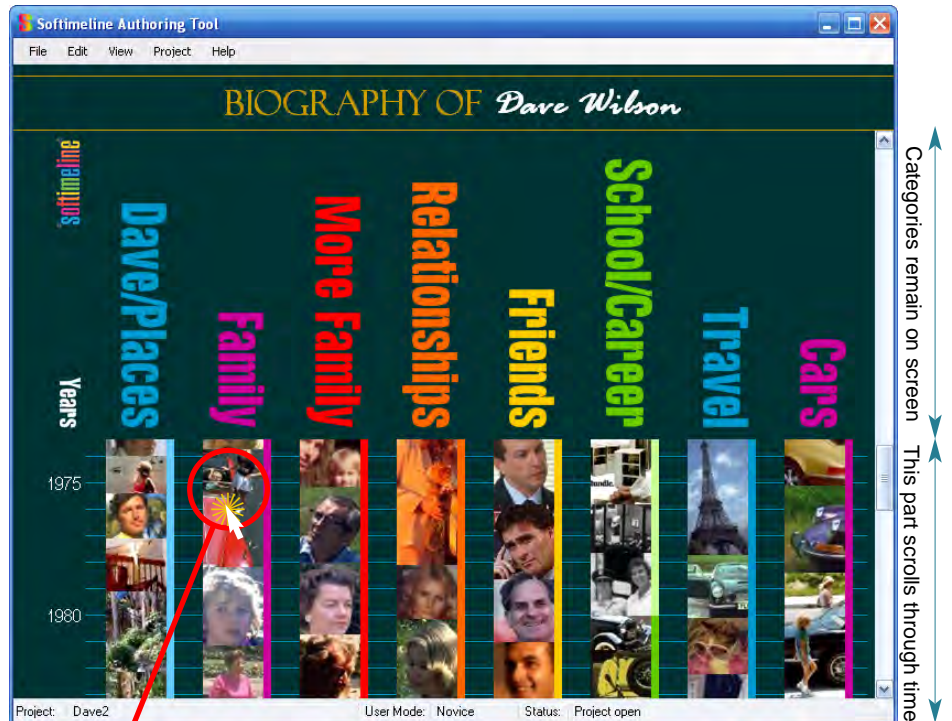 Softimeline Authoring Tool
File Edit View Project Help
BIOGRAPHY OF Dave Wilson
softimeline
Years
Dave/Places
Family
More Family
Relationships
Friends
School/Career
Travel
Cars
Categories remain on screen
This part scrolls through time
1975
1980
Project: Dave2 User Mode: Novice Status: Project open